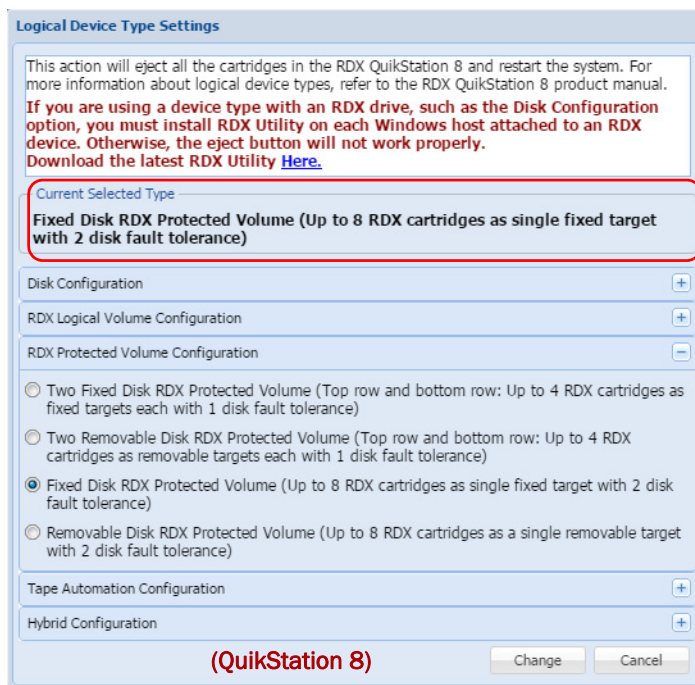 Logical Device Type Settings
This action will eject all the cartridges in the RDX QuikStation 8 and restart the system. For
more information about logical device types, refer to the RDX QuikStation 8 product manual.
If you are using a device type with an RDX drive, such as the Disk Configuration
option, you must install RDX Utility on each Windows host attached to an RDX
device. Otherwise, the eject button will not work properly.
Download the latest RDX Utility Here.
Current Selected Type
Fixed Disk RDX Protected Volume (Up to 8 RDX cartridges as single fixed target
with 2 disk fault tolerance)
Disk Configuration
RDX Logical Volume Configuration
RDX Protected Volume Configuration
Two Fixed Disk RDX Protected Volume (Top row and bottom row: Up to 4 RDX cartridges as
fixed targets each with 1 disk fault tolerance)
Two Removable Disk RDX Protected Volume (Top row and bottom row: Up to 4 RDX
cartridges as removable targets each with 1 disk fault tolerance)
Fixed Disk RDX Protected Volume (Up to 8 RDX cartridges as single fixed target with 2 disk
fault tolerance)
Removable Disk RDX Protected Volume (Up to 8 RDX cartridges as a single removable target
with 2 disk fault tolerance)
Tape Automation Configuration
Hybrid Configuration
(QuikStation 8) Change Cancel